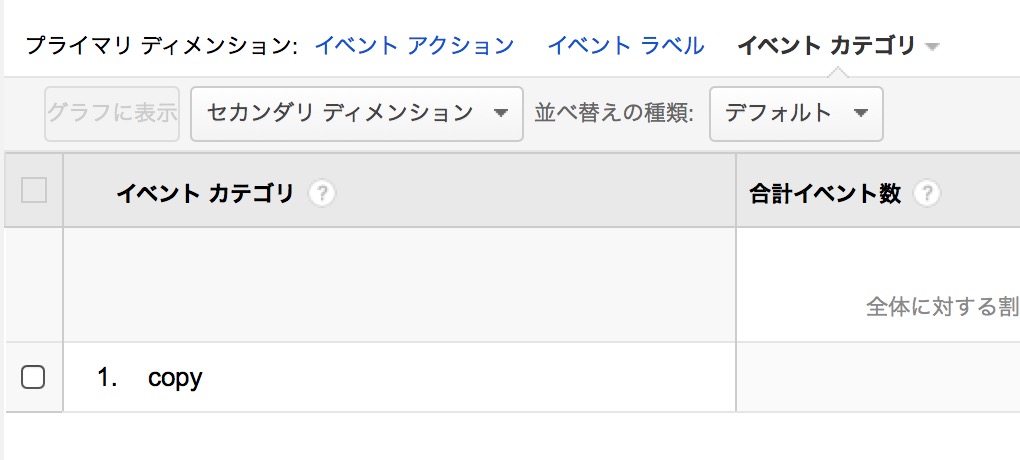 プライマリ ディメンション: イベント アクション イベント ラベル イベント カテゴリ
グラフに表示 セカンダリ ディメンション 並べ替えの種類: デフォルト
イベント カテゴリ ? 合計イベント数 ?
全体に対する割
1. copy